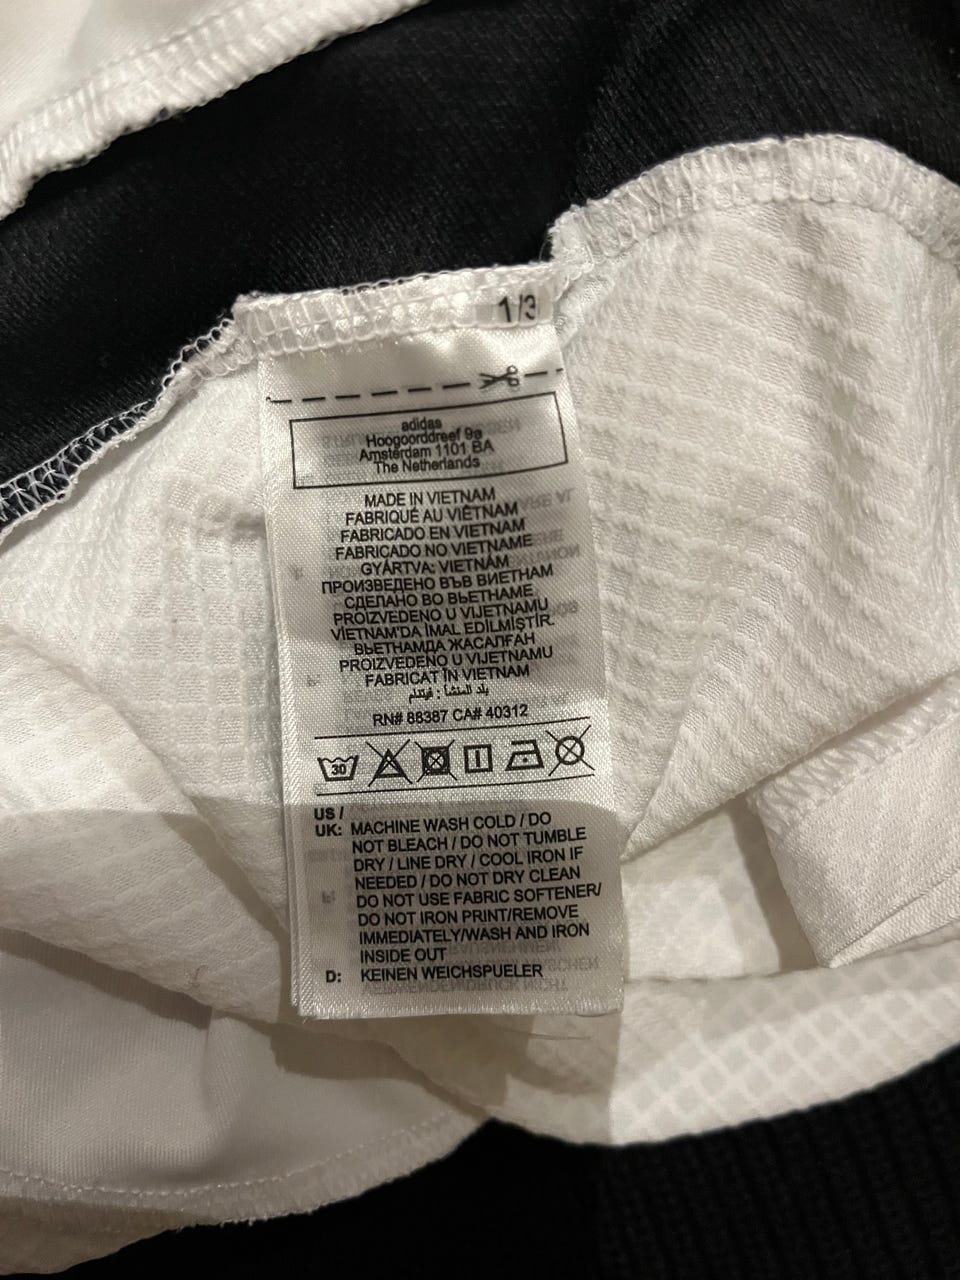 1/3
adidas
Hoogoorddreef 9a
Amsterdam 1101 BA
The Netherlands
MADE IN VIETNAM
FABRIQUÉ AU VIÊTNAM
FABRICADO EN VIETNAM
FABRICADO NO VIETNAME
GYÁRTVA: VIETNÁM
ПРОИЗВЕДЕНО ВЪВ ВИЕТНАМ
СДЕЛАНО ВО ВЬЕТНАМЕ
PROIZVEDENO U VIJETNAMU
VİETNAM'DA İMAL EDİLMİŞTİR.
ВЬЕТНАМДА ЖАСАЛҒАН
PROIZVEDENO U VIJETNAMU
FABRICAT ÎN VIETNAM
بلد المنشأ : فيتنام
RN# 88387 CA# 40312
30
US /
UK: MACHINE WASH COLD / DO
NOT BLEACH / DO NOT TUMBLE
DRY / LINE DRY / COOL IRON IF
NEEDED / DO NOT DRY CLEAN
DO NOT USE FABRIC SOFTENER/
DO NOT IRON PRINT/REMOVE
IMMEDIATELY/WASH AND IRON
INSIDE OUT
D: KEINEN WEICHSPUELER